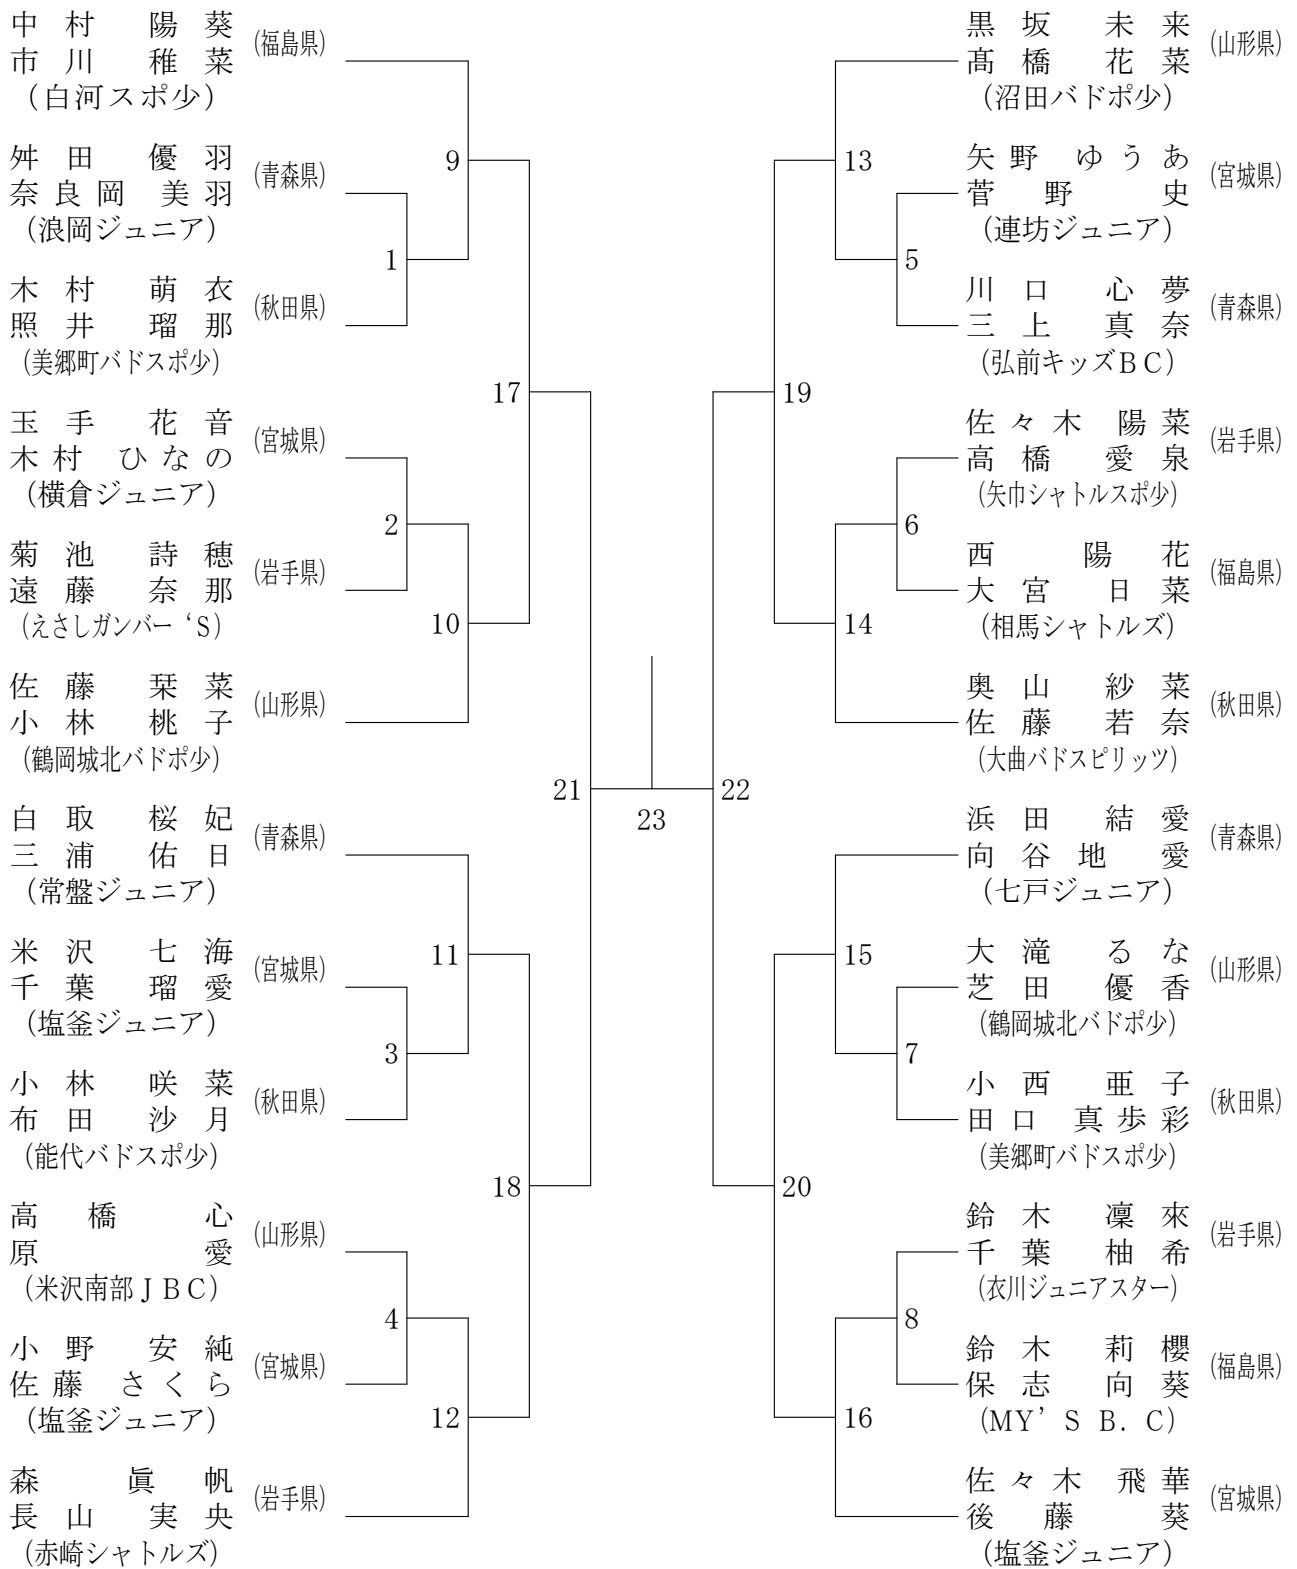 中村 陽葵
市川 稚菜
(福島県)
(白河スポ少)
9
舛田 優羽
奈良岡 美羽
(青森県)
(浪岡ジュニア)
1
木村 萌衣
照井 瑠那
(秋田県)
(美郷町バドスポ少)
17
玉手 花音
木村 ひなの
(宮城県)
(横倉ジュニア)
2
菊池 詩穂
遠藤 奈那
(岩手県)
(えさしガンバー‘S)
10
佐藤 栞菜
小林 桃子
(山形県)
(鶴岡城北バドポ少)
21
白取 桜妃
三浦 佑日
(青森県)
(常盤ジュニア)
11
米沢 七海
千葉 瑠愛
(宮城県)
(塩釜ジュニア)
3
小林 咲菜
布田 沙月
(秋田県)
(能代バドスポ少)
18
高橋 心
原 愛
(山形県)
(米沢南部JBC)
4
小野 安純
佐藤 さくら
(宮城県)
(塩釜ジュニア)
12
森 眞帆
長山 実央
(岩手県)
(赤崎シャトルズ)
23
黒坂 未来
髙橋 花菜
(山形県)
(沼田バドポ少)
13
矢野 ゆうあ
菅野 史
(宮城県)
(連坊ジュニア)
5
川口 心夢
三上 真奈
(青森県)
(弘前キッズBC)
19
佐々木 陽菜
高橋 愛泉
(岩手県)
(矢巾シャトルスポ少)
6
西 陽花
大宮 日菜
(福島県)
(相馬シャトルズ)
14
奥山 紗菜
佐藤 若奈
(秋田県)
(大曲バドスピリッツ)
22
浜田 結愛
向谷地 愛
(青森県)
(七戸ジュニア)
15
大滝 るな
芝田 優香
(山形県)
(鶴岡城北バドポ少)
7
小西 亜子
田口 真歩彩
(秋田県)
(美郷町バドスポ少)
20
鈴木 凜來
千葉 柚希
(岩手県)
(衣川ジュニアスター)
8
鈴木 莉櫻
保志 向葵
(福島県)
(MY’S B.C)
16
佐々木 飛華
後藤 葵
(宮城県)
(塩釜ジュニア)